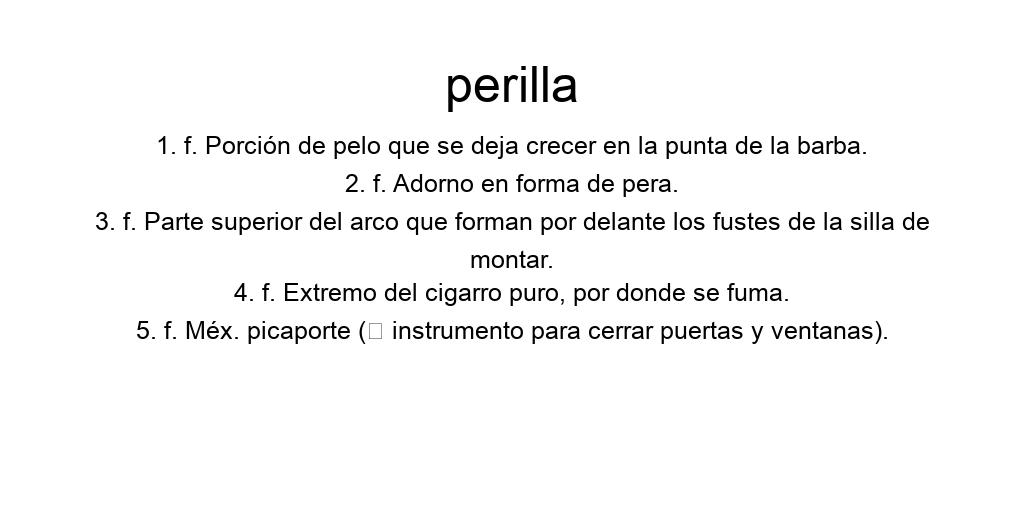 perilla
1. f. Porción de pelo que se deja crecer en la punta de la barba.
2. f. Adorno en forma de pera.
3. f. Parte superior del arco que forman por delante los fustes de la silla de
montar.
4. f. Extremo del cigarro puro, por donde se fuma.
5. f. Méx. picaporte (□ instrumento para cerrar puertas y ventanas).